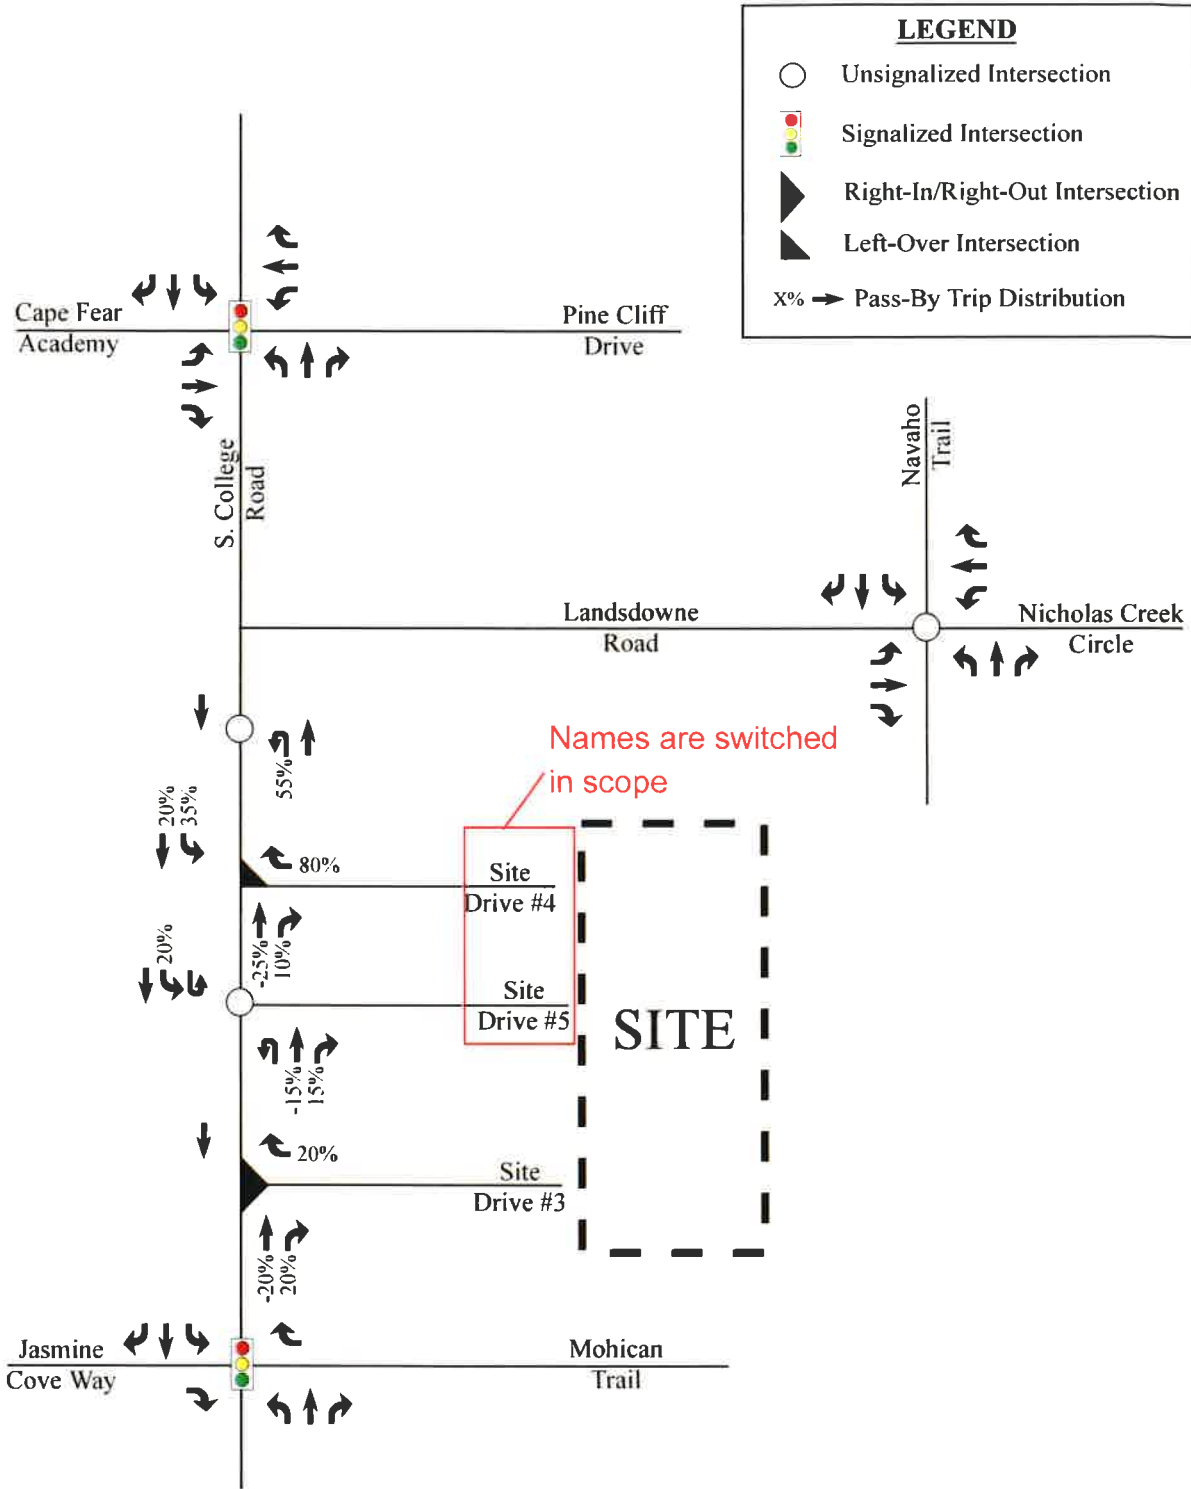 LEGEND
Unsignalized Intersection
Signalized Intersection
Right-In/Right-Out Intersection
Left-Over Intersection
X% Pass-By Trip Distribution
Cape Fear
Academy
Pine Cliff
Drive
S. College
Road
Navaho
Trail
Landsdowne
Road
Nicholas Creek
Circle
Names are switched
in scope
55%
20%
35%
80%
Site
Drive #4
-25%
10%
20%
Site
Drive #5
SITE
-15%
15%
20%
Site
Drive #3
-20%
20%
Jasmine
Cove Way
Mohican
Trail